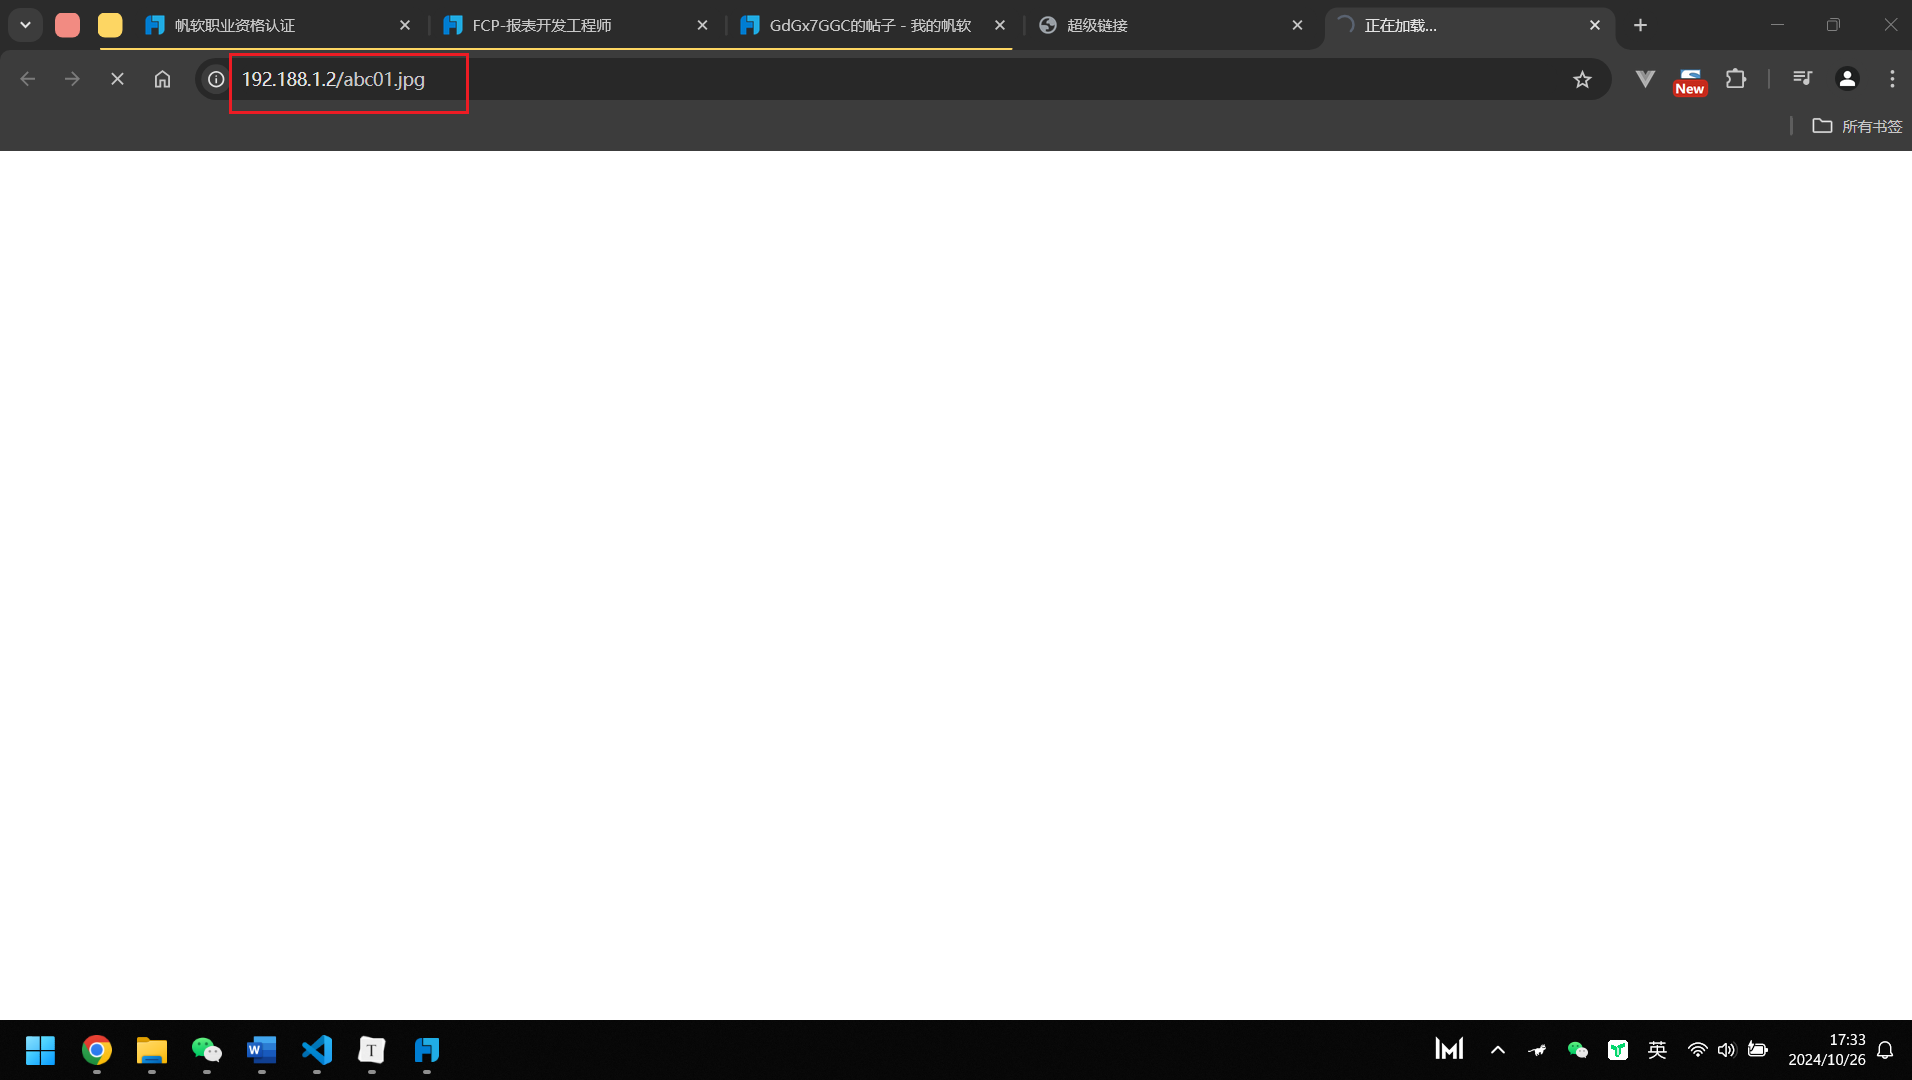 帆软职业资格认证
FCP-报表开发工程师
GdGx7GGC的帖子 - 我的帆软
超级链接
正在加载...
192.188.1.2/abc01.jpg
New
所有书签
W
T
英
17:33
2024/10/26